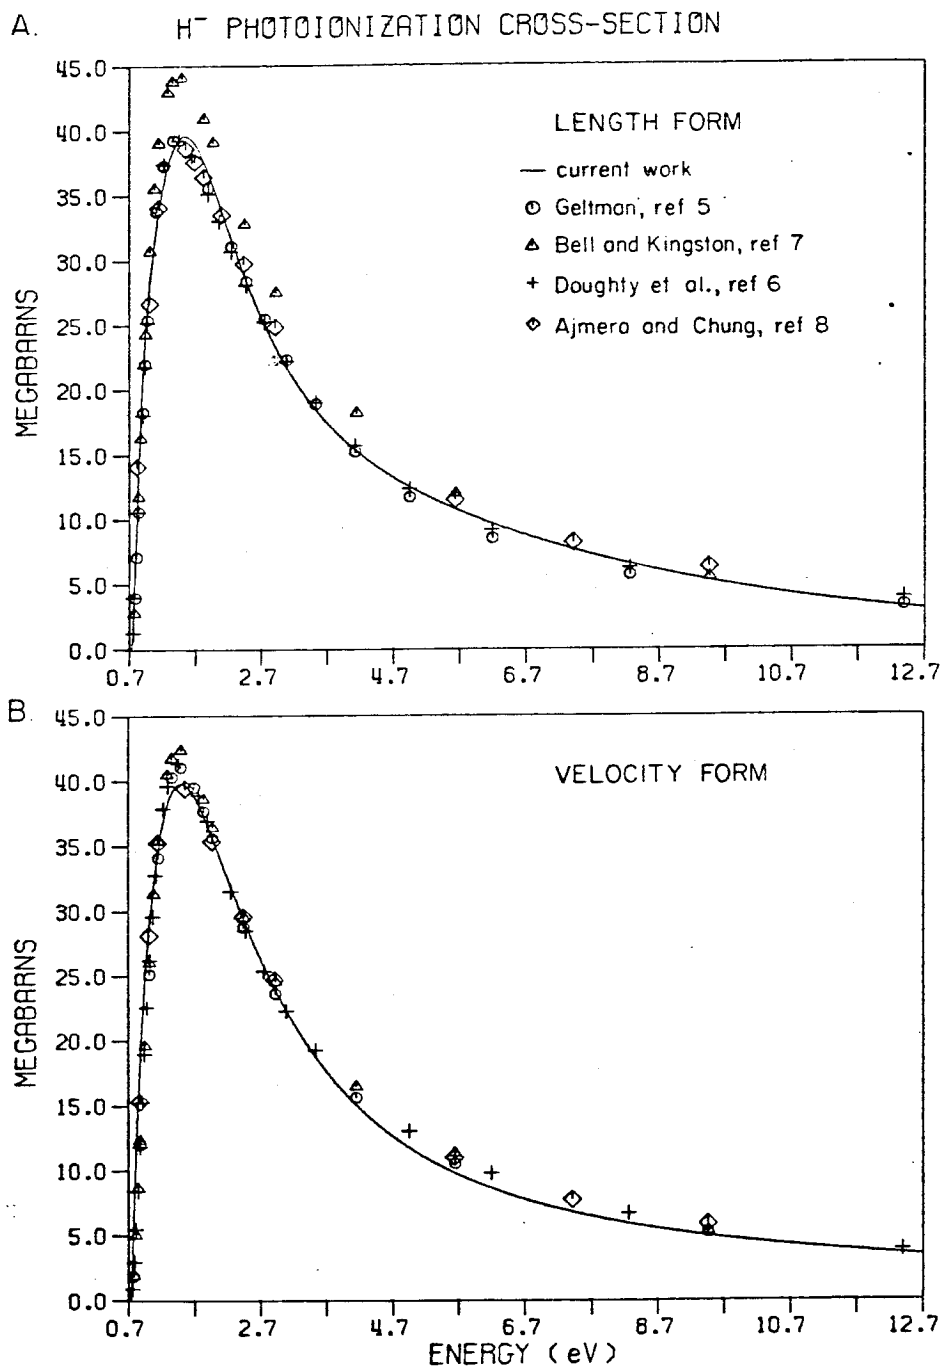 A.
H⁻ PHOTOIONIZATION CROSS-SECTION
45.0
40.0
35.0
30.0
25.0
20.0
15.0
10.0
5.0
0.0
MEGABARNS
LENGTH FORM
current work
Geltman, ref 5
Bell and Kingston, ref 7
Doughty et al., ref 6
Ajmera and Chung, ref 8
0.7 2.7 4.7 6.7 8.7 10.7 12.7
B.
45.0
40.0
35.0
30.0
25.0
20.0
15.0
10.0
5.0
0.0
MEGABARNS
VELOCITY FORM
0.7 2.7 4.7 6.7 8.7 10.7 12.7
ENERGY (eV)